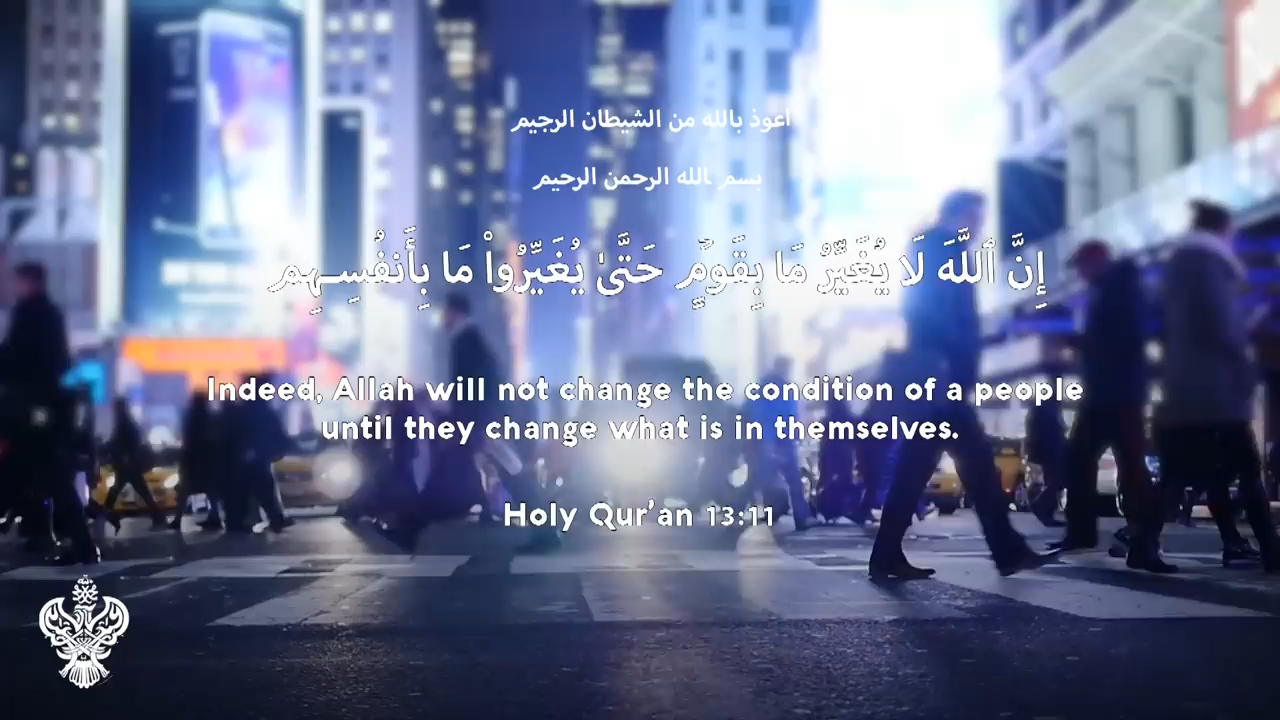 اعوذ بالله من الشيطان الرجيم
بسم الله الرحمن الرحيم
إِنَّ ٱللَّهَ لَا يُغَيِّرُ مَا بِقَوْمٍ حَتَّىٰ يُغَيِّرُوا۟ مَا بِأَنفُسِهِم
Indeed, Allah will not change the condition of a people
until they change what is in themselves.
Holy Qur'an 13:11